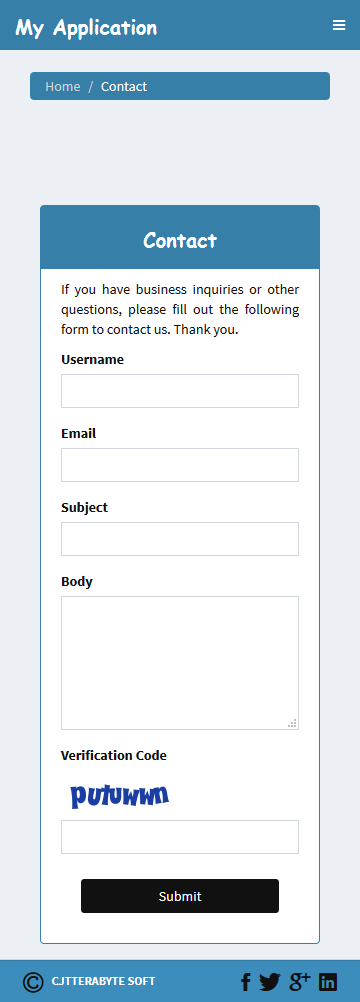 My Application
Home / Contact
Contact
If you have business inquiries or other
questions, please fill out the following
form to contact us. Thank you.
Username
Email
Subject
Body
Verification Code
putuwwn
Submit
© CJTTERABYTE SOFT